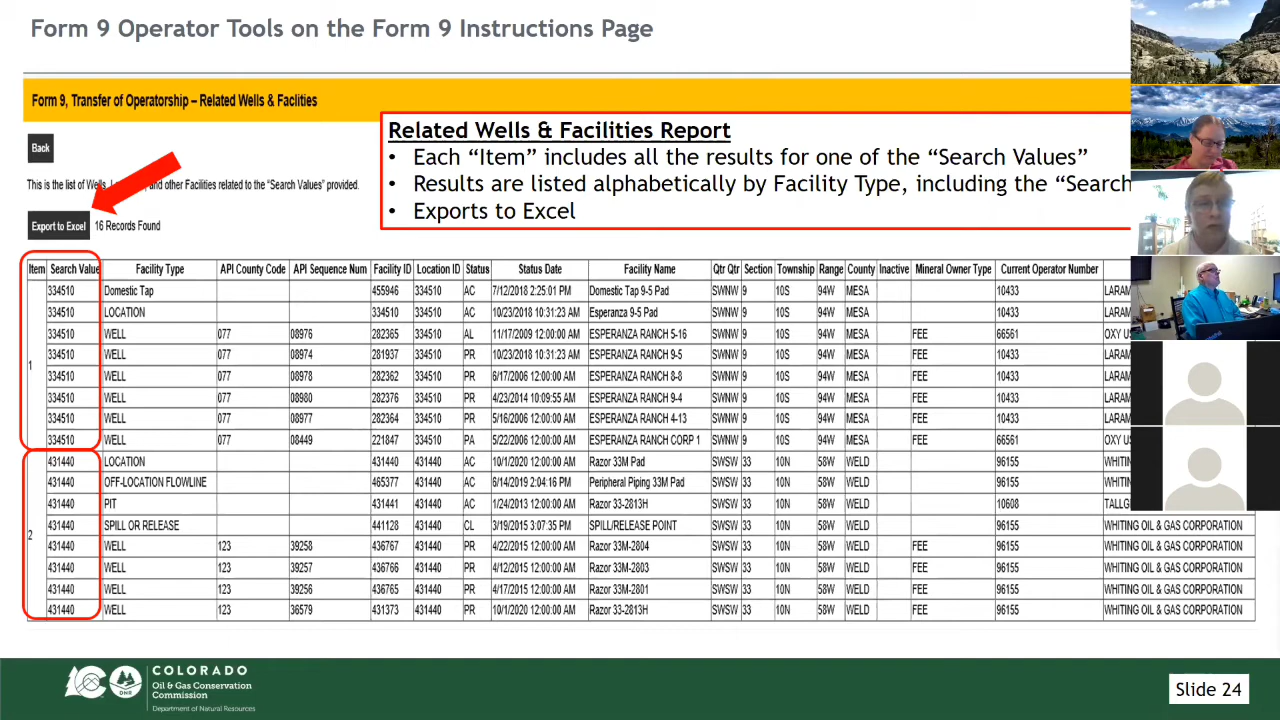 Form 9 Operator Tools on the Form 9 Instructions Page
Form 9, Transfer of Operatorship – Related Wells & Faclities
Related Wells & Facilities Report
• Each “Item” includes all the results for one of the “Search Values”
• Results are listed alphabetically by Facility Type, including the “Search
• Exports to Excel
Back
This is the list of Wells, and other Facilities related to the “Search Values” provided.
Export to Excel 16 Records Found
Item Search Value Facility Type API County Code API Sequence Num Facility ID Location ID Status Status Date Facility Name Qtr Qtr Section Township Range County Inactive Mineral Owner Type Current Operator Number
334510 Domestic Tap 455946 334510 AC 7/12/2018 2:25:01 PM Domestic Tap 9-5 Pad SWNW 9 10S 94W MESA 10433 LARAM
334510 LOCATION 334510 334510 AC 10/23/2018 10:31:23 AM Esperanza 9-5 Pad SWNW 9 10S 94W MESA 10433 LARAM
334510 WELL 077 08976 282365 334510 AL 11/17/2009 12:00:00 AM ESPERANZA RANCH 5-16 SWNW 9 10S 94W MESA FEE 66561 OXY US
334510 WELL 077 08974 281937 334510 PR 10/23/2018 10:31:23 AM ESPERANZA RANCH 9-5 SWNW 9 10S 94W MESA FEE 10433 LARAM
1
334510 WELL 077 08978 282362 334510 PR 6/17/2006 12:00:00 AM ESPERANZA RANCH 8-8 SWNW 9 10S 94W MESA FEE 10433 LARAM
334510 WELL 077 08980 282376 334510 PR 4/23/2014 10:09:55 AM ESPERANZA RANCH 9-4 SWNW 9 10S 94W MESA FEE 10433 LARAM
334510 WELL 077 08977 282364 334510 PR 5/16/2006 12:00:00 AM ESPERANZA RANCH 4-13 SWNW 9 10S 94W MESA FEE 10433 LARAM
334510 WELL 077 08449 221847 334510 PA 5/22/2006 12:00:00 AM ESPERANZA RANCH CORP 1 SWNW 9 10S 94W MESA FEE 66561 OXY US
431440 LOCATION 431440 431440 AC 10/1/2020 12:00:00 AM Razor 33M Pad SWSW 33 10N 58W WELD 96155 WHITIN
431440 OFF-LOCATION FLOWLINE 465377 431440 AC 6/14/2019 2:04:16 PM Peripheral Piping 33M Pad SWSW 33 10N 58W WELD 96155 WHITIN
431440 PIT 431441 431440 AC 1/24/2013 12:00:00 AM Razor 33-2813H SWSW 33 10N 58W WELD 10608 TALLG
431440 SPILL OR RELEASE 441128 431440 CL 3/19/2015 3:07:35 PM SPILL/RELEASE POINT SWSW 33 10N 58W WELD 96155 WHITING OIL & GAS CORPORATION
2
431440 WELL 123 39258 436767 431440 PR 4/22/2015 12:00:00 AM Razor 33M-2804 SWSW 33 10N 58W WELD FEE 96155 WHITING OIL & GAS CORPORATION
431440 WELL 123 39257 436766 431440 PR 4/12/2015 12:00:00 AM Razor 33M-2803 SWSW 33 10N 58W WELD FEE 96155 WHITING OIL & GAS CORPORATION
431440 WELL 123 39256 436765 431440 PR 4/17/2015 12:00:00 AM Razor 33M-2801 SWSW 33 10N 58W WELD FEE 96155 WHITING OIL & GAS CORPORATION
431440 WELL 123 36579 431373 431440 PR 10/1/2020 12:00:00 AM Razor 33-2813H SWSW 33 10N 58W WELD FEE 96155 WHITING OIL & GAS CORPORATION
DNR
COLORADO
Oil & Gas Conservation
Commission
Department of Natural Resources
Slide 24